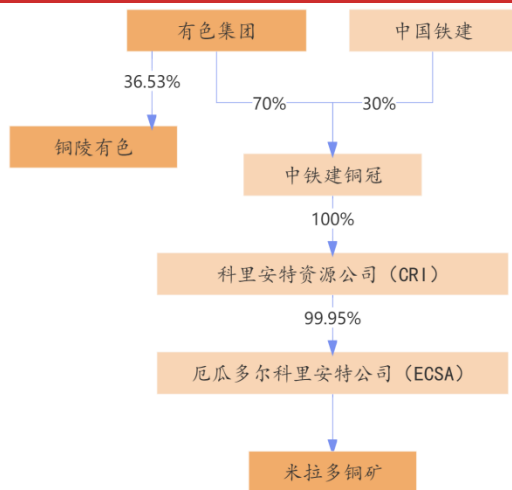 有色集团
中国铁建
36.53%
70%
30%
铜陵有色
中铁建铜冠
100%
科里安特资源公司（CRI）
99.95%
厄瓜多尔科里安特公司（ECSA）
米拉多铜矿